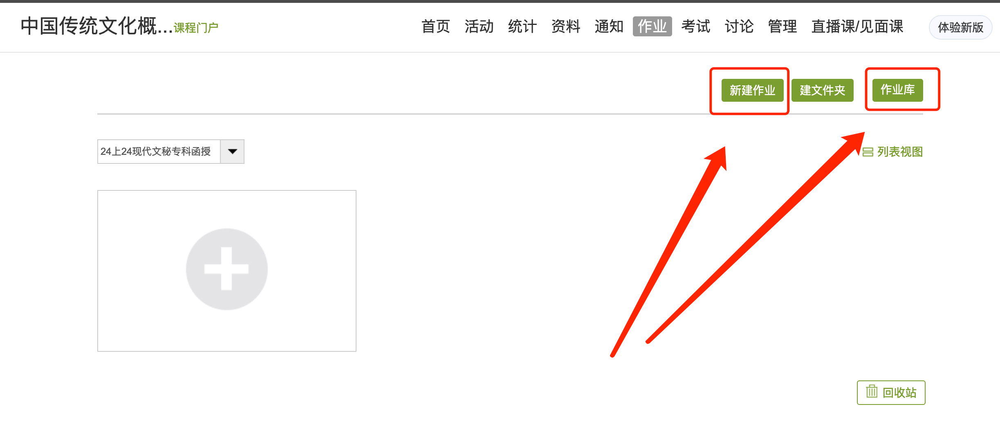 中国传统文化概...课程门户 首页 活动 统计 资料 通知 作业 考试 讨论 管理 直播课/见面课 体验新版
新建作业 建文件夹 作业库
24上24现代文秘专科函授 列表视图
回收站